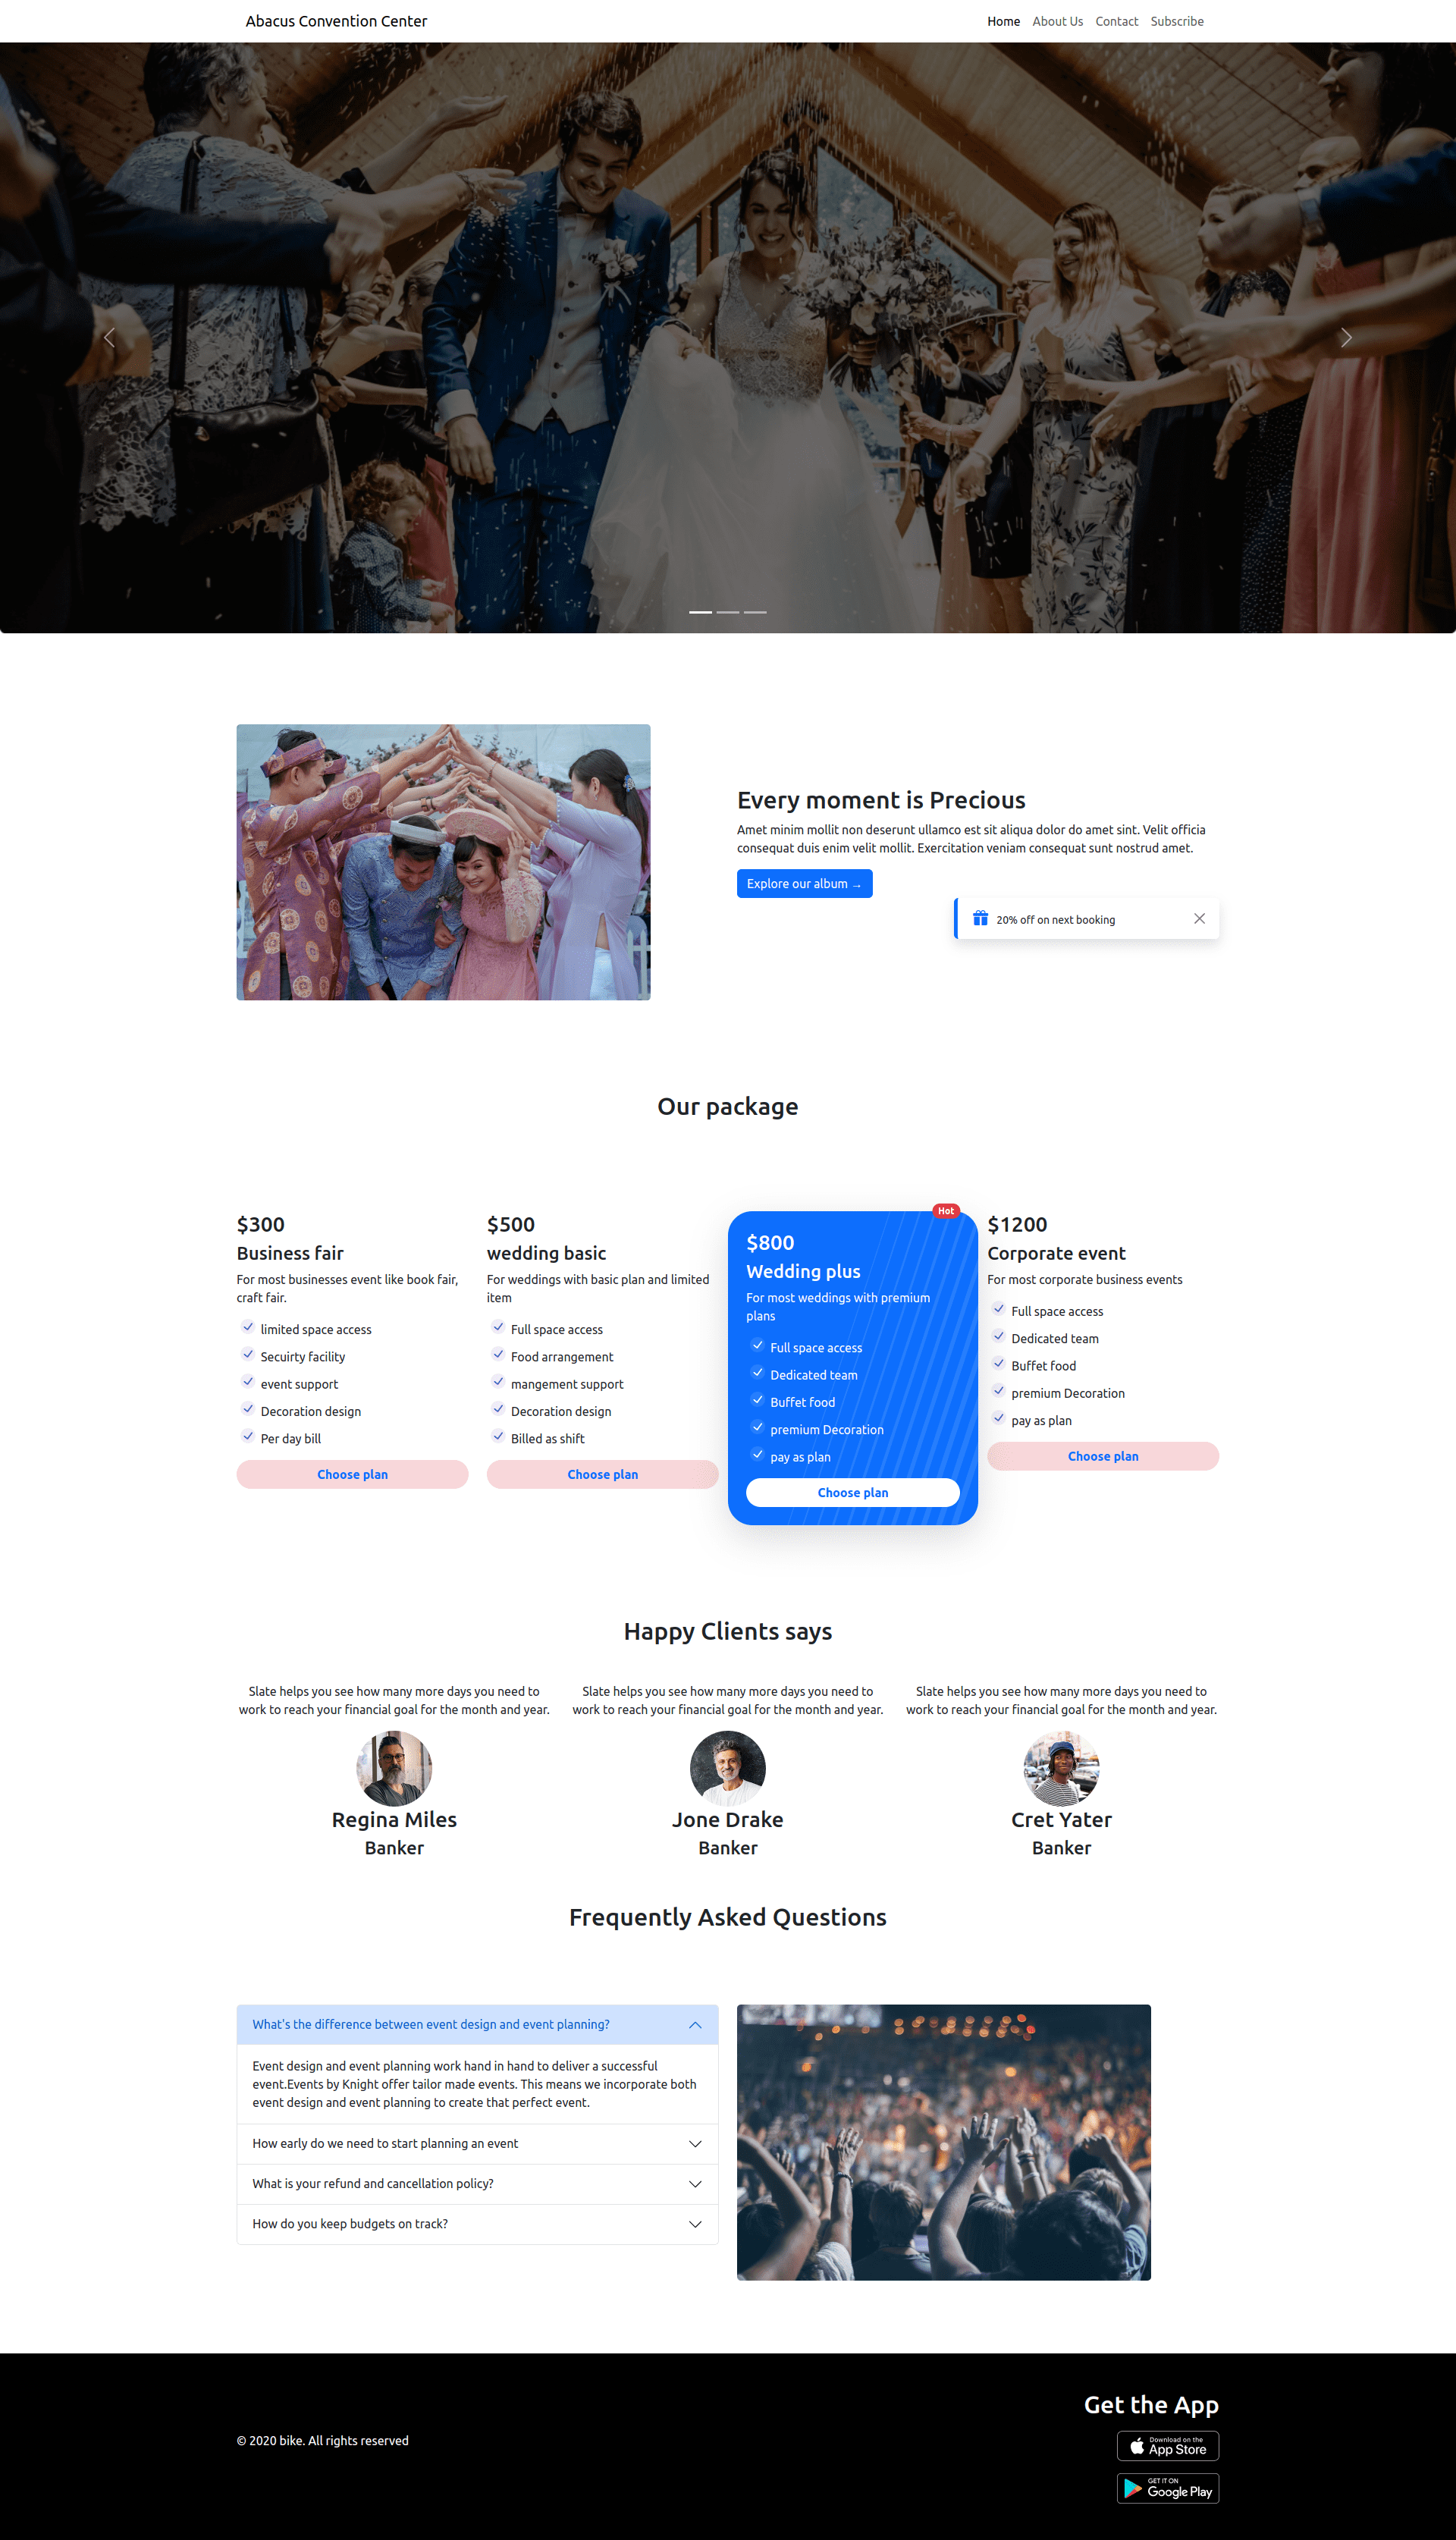 Abacus Convention Center
Home About Us Contact Subscribe
Every moment is Precious
Amet minim mollit non deserunt ullamco est sit aliqua dolor do amet sint. Velit officia
consequat duis enim velit mollit. Exercitation veniam consequat sunt nostrud amet.
Explore our album →
20% off on next booking
Our package
$300
Business fair
For most businesses event like book fair,
craft fair.
limited space access
Secuirty facility
event support
Decoration design
Per day bill
Choose plan
$500
wedding basic
For weddings with basic plan and limited
item
Full space access
Food arrangement
mangement support
Decoration design
Billed as shift
Choose plan
Hot
$800
Wedding plus
For most weddings with premium
plans
Full space access
Dedicated team
Buffet food
premium Decoration
pay as plan
Choose plan
$1200
Corporate event
For most corporate business events
Full space access
Dedicated team
Buffet food
premium Decoration
pay as plan
Choose plan
Happy Clients says
Slate helps you see how many more days you need to
work to reach your financial goal for the month and year.
Regina Miles
Banker
Slate helps you see how many more days you need to
work to reach your financial goal for the month and year.
Jone Drake
Banker
Slate helps you see how many more days you need to
work to reach your financial goal for the month and year.
Cret Yater
Banker
Frequently Asked Questions
What's the difference between event design and event planning?
Event design and event planning work hand in hand to deliver a successful
event.Events by Knight offer tailor made events. This means we incorporate both
event design and event planning to create that perfect event.
How early do we need to start planning an event
What is your refund and cancellation policy?
How do you keep budgets on track?
© 2020 bike. All rights reserved
Get the App
Download on the
App Store
GET IT ON
Google Play